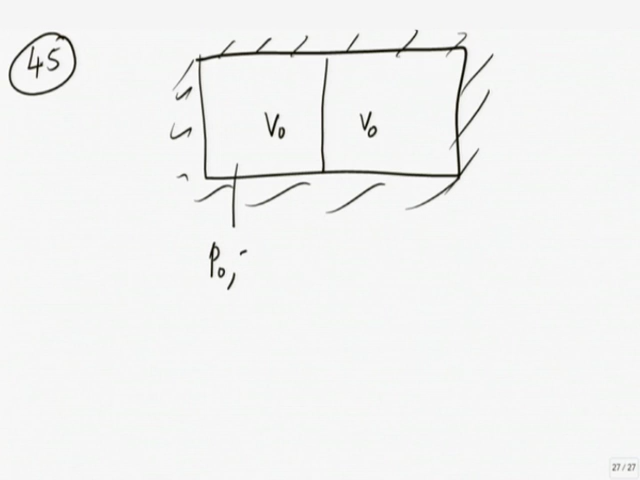 45
V₀ V₀
P₀,
27 / 27